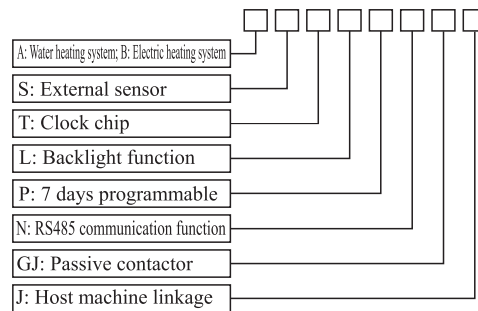 A: Water heating system; B: Electric heating system
S: External sensor
T: Clock chip
L: Backlight function
P: 7 days programmable
N: RS485 communication function
GJ: Passive contactor
J: Host machine linkage